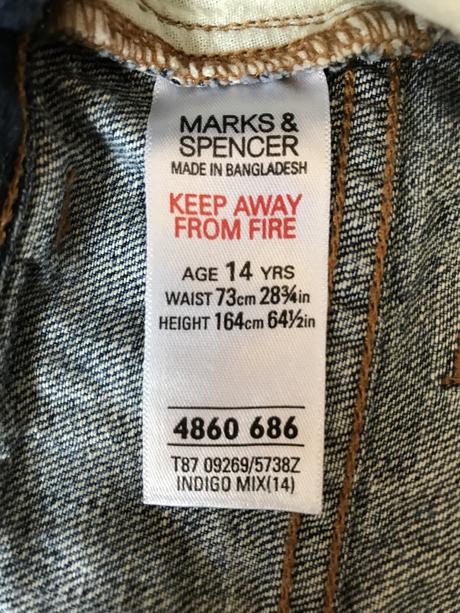 MARKS &
SPENCER
MADE IN BANGLADESH
KEEP AWAY
FROM FIRE
AGE 14 YRS
WAIST 73cm 28¾in
HEIGHT 164cm 64½in
4860 686
T87 09269/5738Z
INDIGO MIX(14)